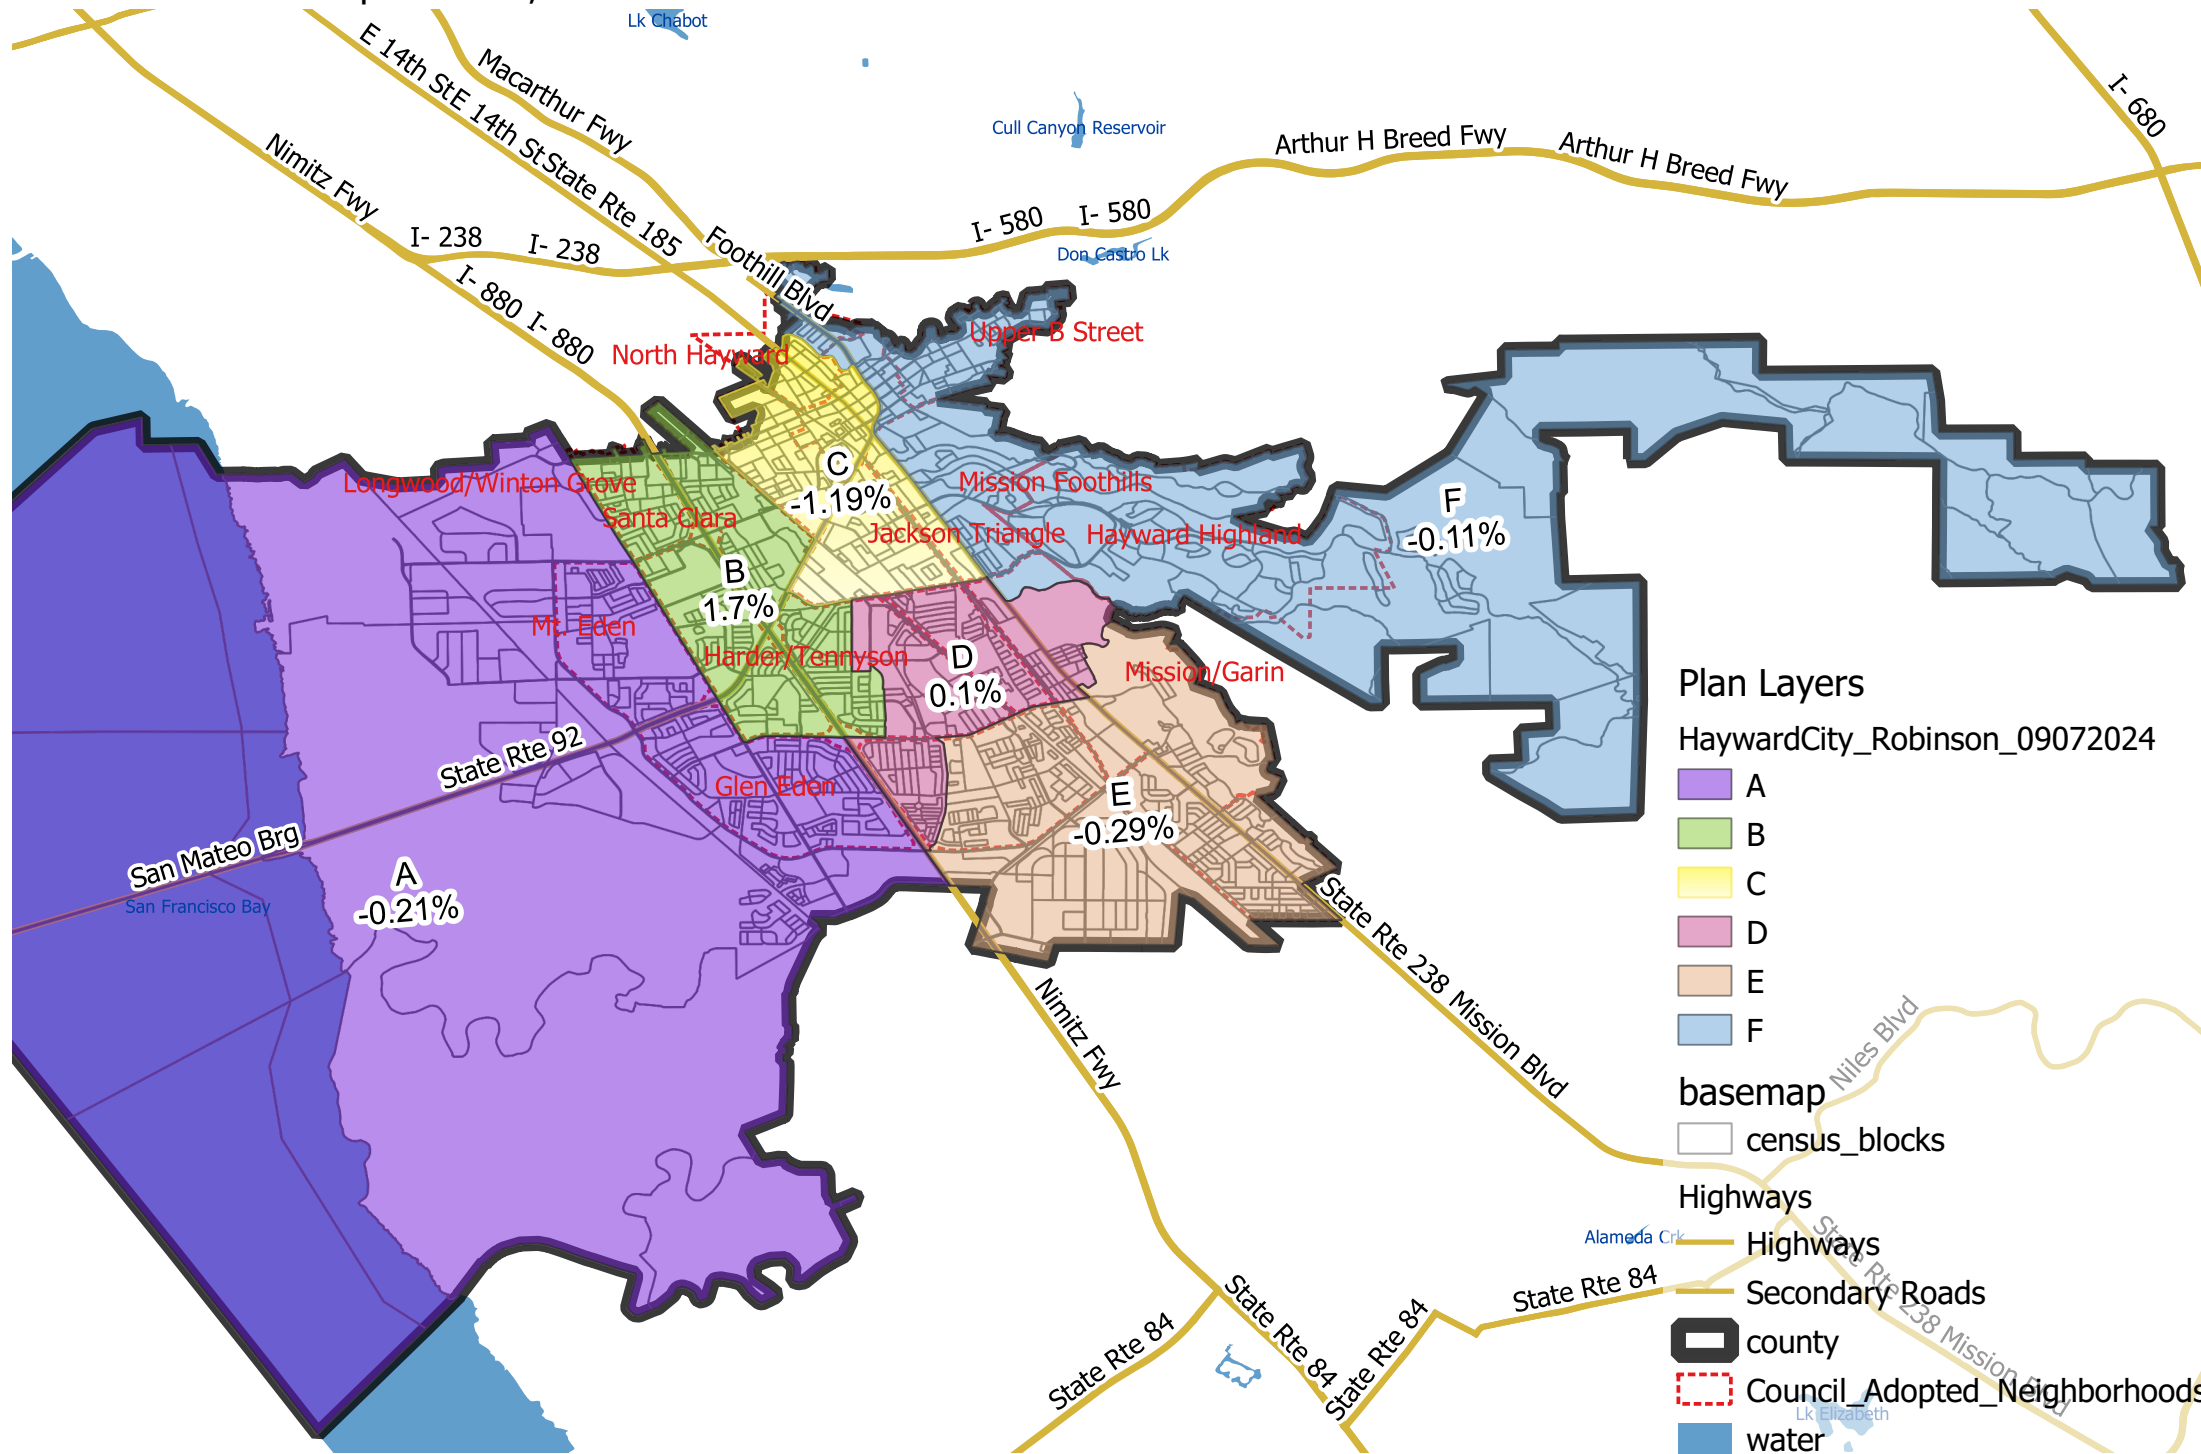 Lk Chabot
E 14th St
E 14th St
State Rte 185
Macarthur Fwy
Nimitz Fwy
Cull Canyon Reservoir
Arthur H Breed Fwy
Arthur H Breed Fwy
I- 680
I- 238
I- 238
I- 580
I- 580
Don Castro Lk
Foothill Blvd
I- 880
I- 880
North Hayward
Upper B Street
Longwood/Winton Grove
Santa Clara
C
-1.19%
Mission Foothills
Jackson Triangle
Hayward Highland
F
-0.11%
B
1.7%
Mt. Eden
Harder/Tennyson
D
0.1%
Mission/Garin
State Rte 92
Glen Eden
E
-0.29%
San Mateo Brg
A
-0.21%
San Francisco Bay
State Rte 238
Mission Blvd
Nimitz Fwy
Niles Blvd
State Rte 238
Mission Blvd
Alameda Crk
State Rte 84
State Rte 84
State Rte 84
State Rte 84
Lk Elizabeth
Plan Layers
HaywardCity_Robinson_09072024
A
B
C
D
E
F
basemap
census_blocks
Highways
Highways
Secondary Roads
county
Council_Adopted_Neighborhoods
water